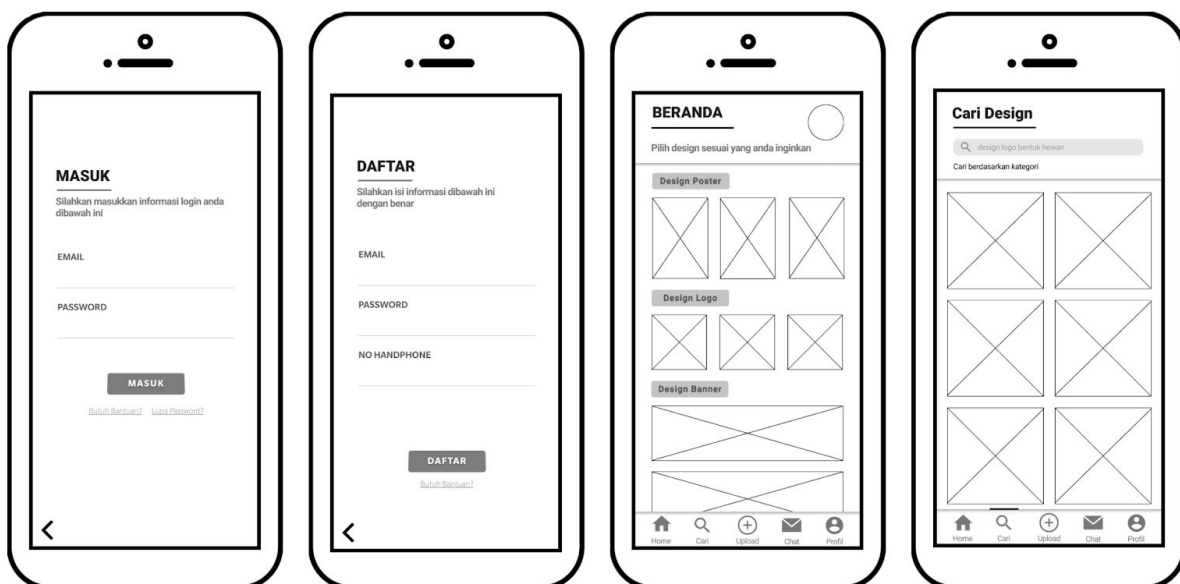 MASUK
Silahkan masukkan informasi login anda
dibawah ini
EMAIL
PASSWORD
MASUK
Butuh Bantuan? Lupa Password?
DAFTAR
Silahkan isi informasi dibawah ini
dengan benar
EMAIL
PASSWORD
NO HANDPHONE
DAFTAR
Butuh Bantuan?
BERANDA
Pilih design sesuai yang anda inginkan
Design Poster
Design Logo
Design Banner
Home Cari Upload Chat Profil
Cari Design
design logo bentuk hewan
Cari berdasarkan kategori
Home Cari Upload Chat Profil